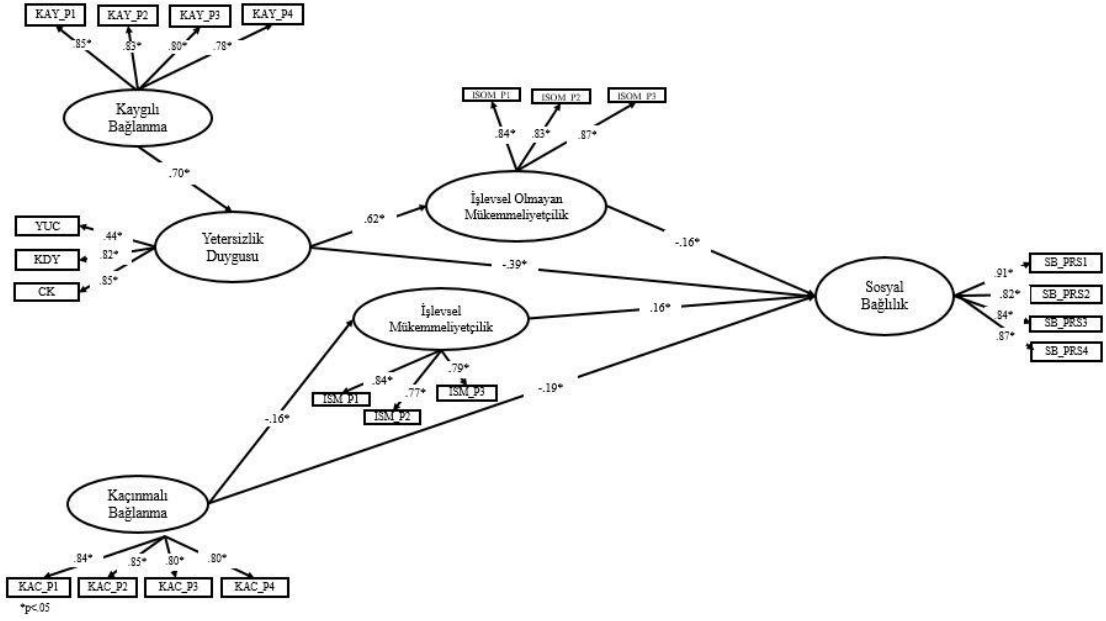 KAY_P1 KAY_P2 KAY_P3 KAY_P4
.85* .83* .80* .78*
Kaygılı
Bağlanma
.70*
ISOM_P1 ISOM_P2 ISOM_P3
.84* .83* .87*
İşlevsel Olmayan
Mükemmeliyetçilik
YUC
KDY
CK
.44*
.82*
.85*
Yetersizlik
Duygusu
.62*
-.16*
-.39*
İşlevsel
Mükemmeliyetçilik
.16*
.84* .77* .79*
ISM_P1
ISM_P2
ISM_P3
-.16*
-.19*
Sosyal
Bağlılık
.91*
.82*
.84*
.87*
SB_PRS1
SB_PRS2
SB_PRS3
SB_PRS4
Kaçınmalı
Bağlanma
.84* .85* .80* .80*
KAC_P1 KAC_P2 KAC_P3 KAC_P4
*p<.05